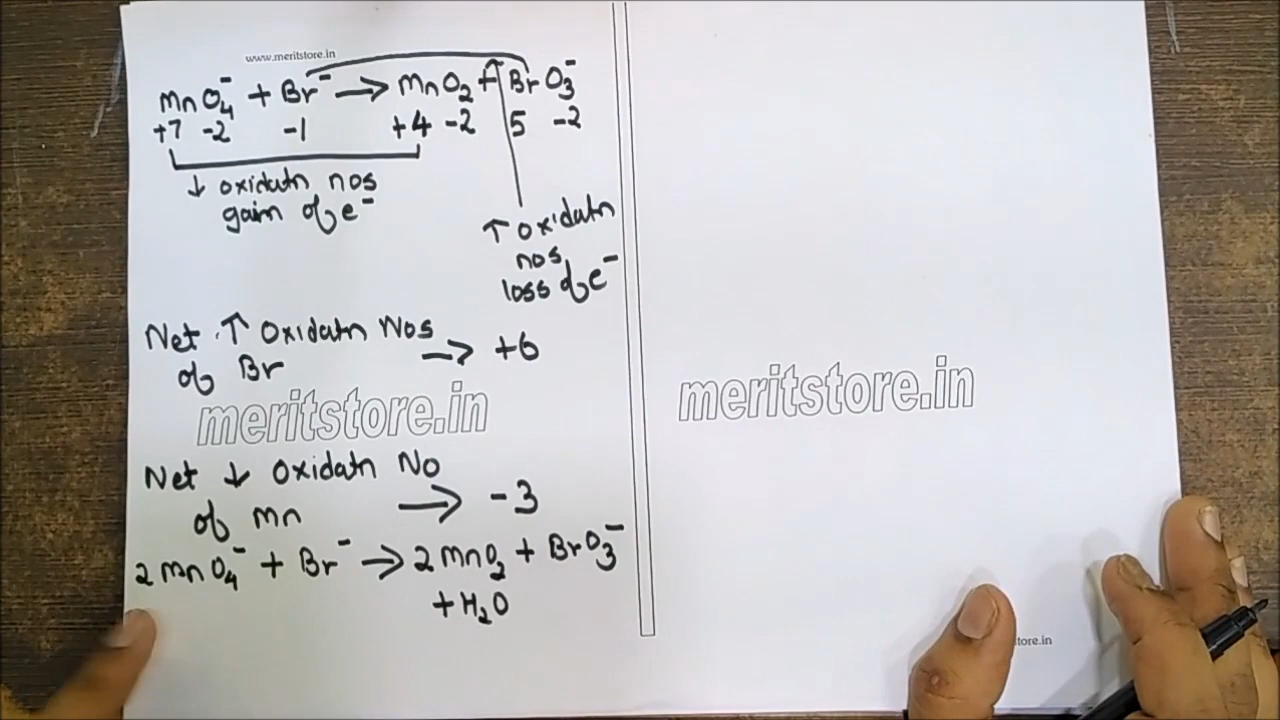 www.meritstore.in
MnO4⁻ + Br⁻ → MnO2 + BrO3⁻
+7 -2 -1 +4 -2 5 -2
↓ oxidatn nos
gain of e⁻
↑ oxidatn
nos
loss of e⁻
Net ↑ Oxidatn Nos
of Br → +6
meritstore.in
Net ↓ Oxidatn No
of Mn → -3
2MnO4⁻ + Br⁻ → 2MnO2 + BrO3⁻
+ H2O
meritstore.in
tore.in